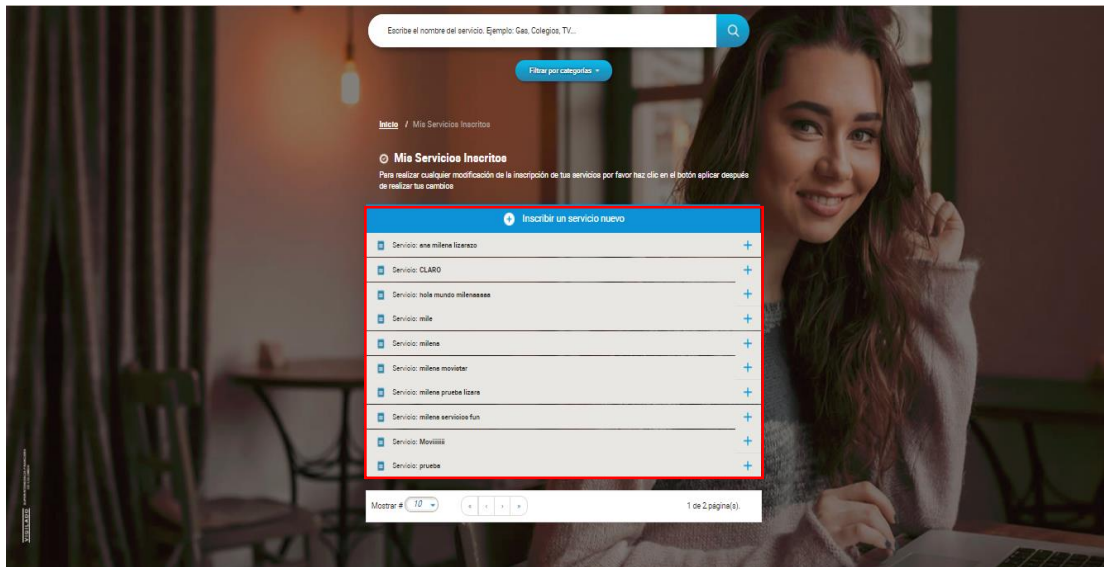 Escribe el nombre del servicio. Ejemplo: Gas, Colegios, TV...
Filtrar por categorías
Inicio / Mis Servicios Inscritos
Mis Servicios Inscritos
Para realizar cualquier modificación de la inscripción de tus servicios por favor haz clic en el botón aplicar después
de realizar tus cambios
Inscribir un servicio nuevo
Servicio: ana milena lizarazo
Servicio: CLARO
Servicio: hola mundo milenaaaaa
Servicio: mile
Servicio: milena
Servicio: milena movistar
Servicio: milena prueba lizara
Servicio: milena servicios fun
Servicio: Moviiiiii
Servicio: prueba
Mostrar # 10
1 de 2 página(s).
VIGILADO